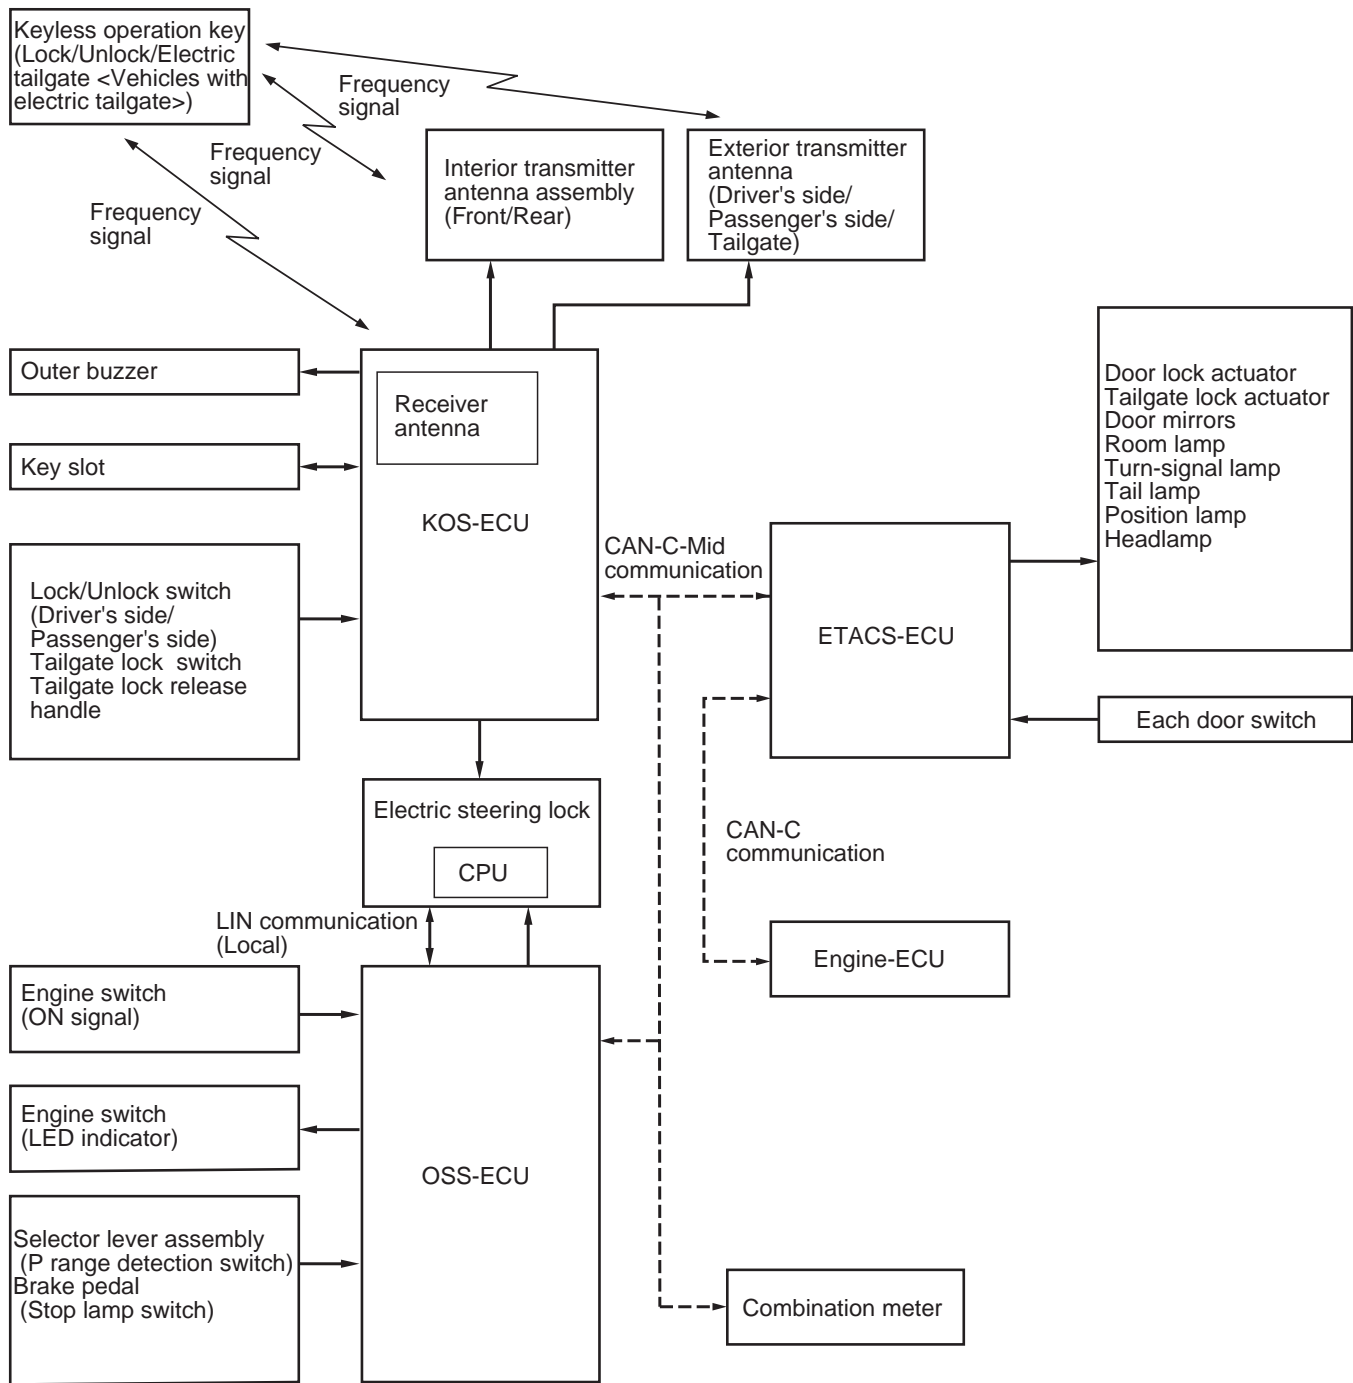 Keyless operation key
(Lock/Unlock/Electric
tailgate <Vehicles with
electric tailgate>)
Frequency
signal
Frequency
signal
Frequency
signal
Interior transmitter
antenna assembly
(Front/Rear)
Exterior transmitter
antenna
(Driver's side/
Passenger's side/
Tailgate)
Outer buzzer
Receiver
antenna
Key slot
KOS-ECU
Lock/Unlock switch
(Driver's side/
Passenger's side)
Tailgate lock switch
Tailgate lock release
handle
CAN-C-Mid
communication
ETACS-ECU
Door lock actuator
Tailgate lock actuator
Door mirrors
Room lamp
Turn-signal lamp
Tail lamp
Position lamp
Headlamp
Each door switch
Electric steering lock
CPU
CAN-C
communication
LIN communication
(Local)
Engine-ECU
Engine switch
(ON signal)
Engine switch
(LED indicator)
OSS-ECU
Selector lever assembly
(P range detection switch)
Brake pedal
(Stop lamp switch)
Combination meter